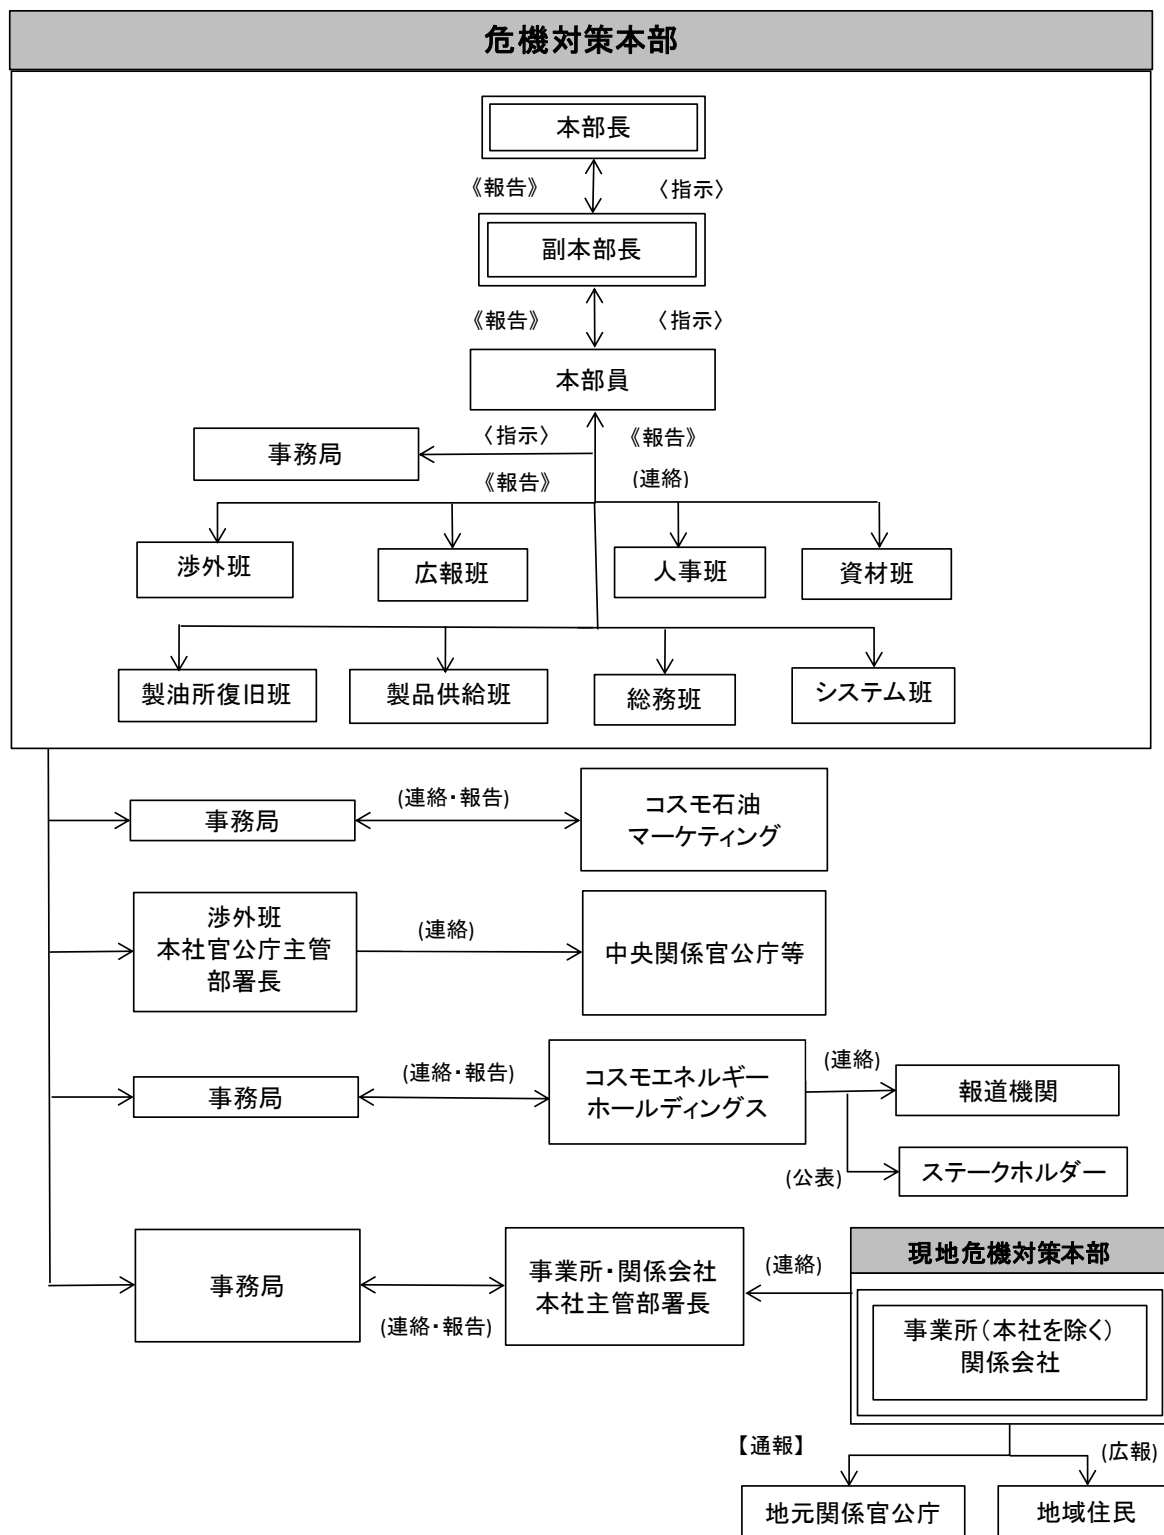 危機対策本部
本部長
《報告》 〈指示〉
副本部長
《報告》 〈指示〉
本部員
〈指示〉 《報告》
事務局
《報告》 (連絡)
渉外班 広報班 人事班 資材班
製油所復旧班 製品供給班 総務班 システム班
(連絡・報告)
事務局
コスモ石油
マーケティング
渉外班
本社官公庁主管
部署長
(連絡)
中央関係官公庁等
事務局
(連絡・報告)
コスモエネルギー
ホールディングス
(連絡)
報道機関
(公表)
ステークホルダー
事務局
(連絡・報告)
事業所・関係会社
本社主管部署長
(連絡)
現地危機対策本部
事業所(本社を除く)
関係会社
【通報】 (広報)
地元関係官公庁 地域住民